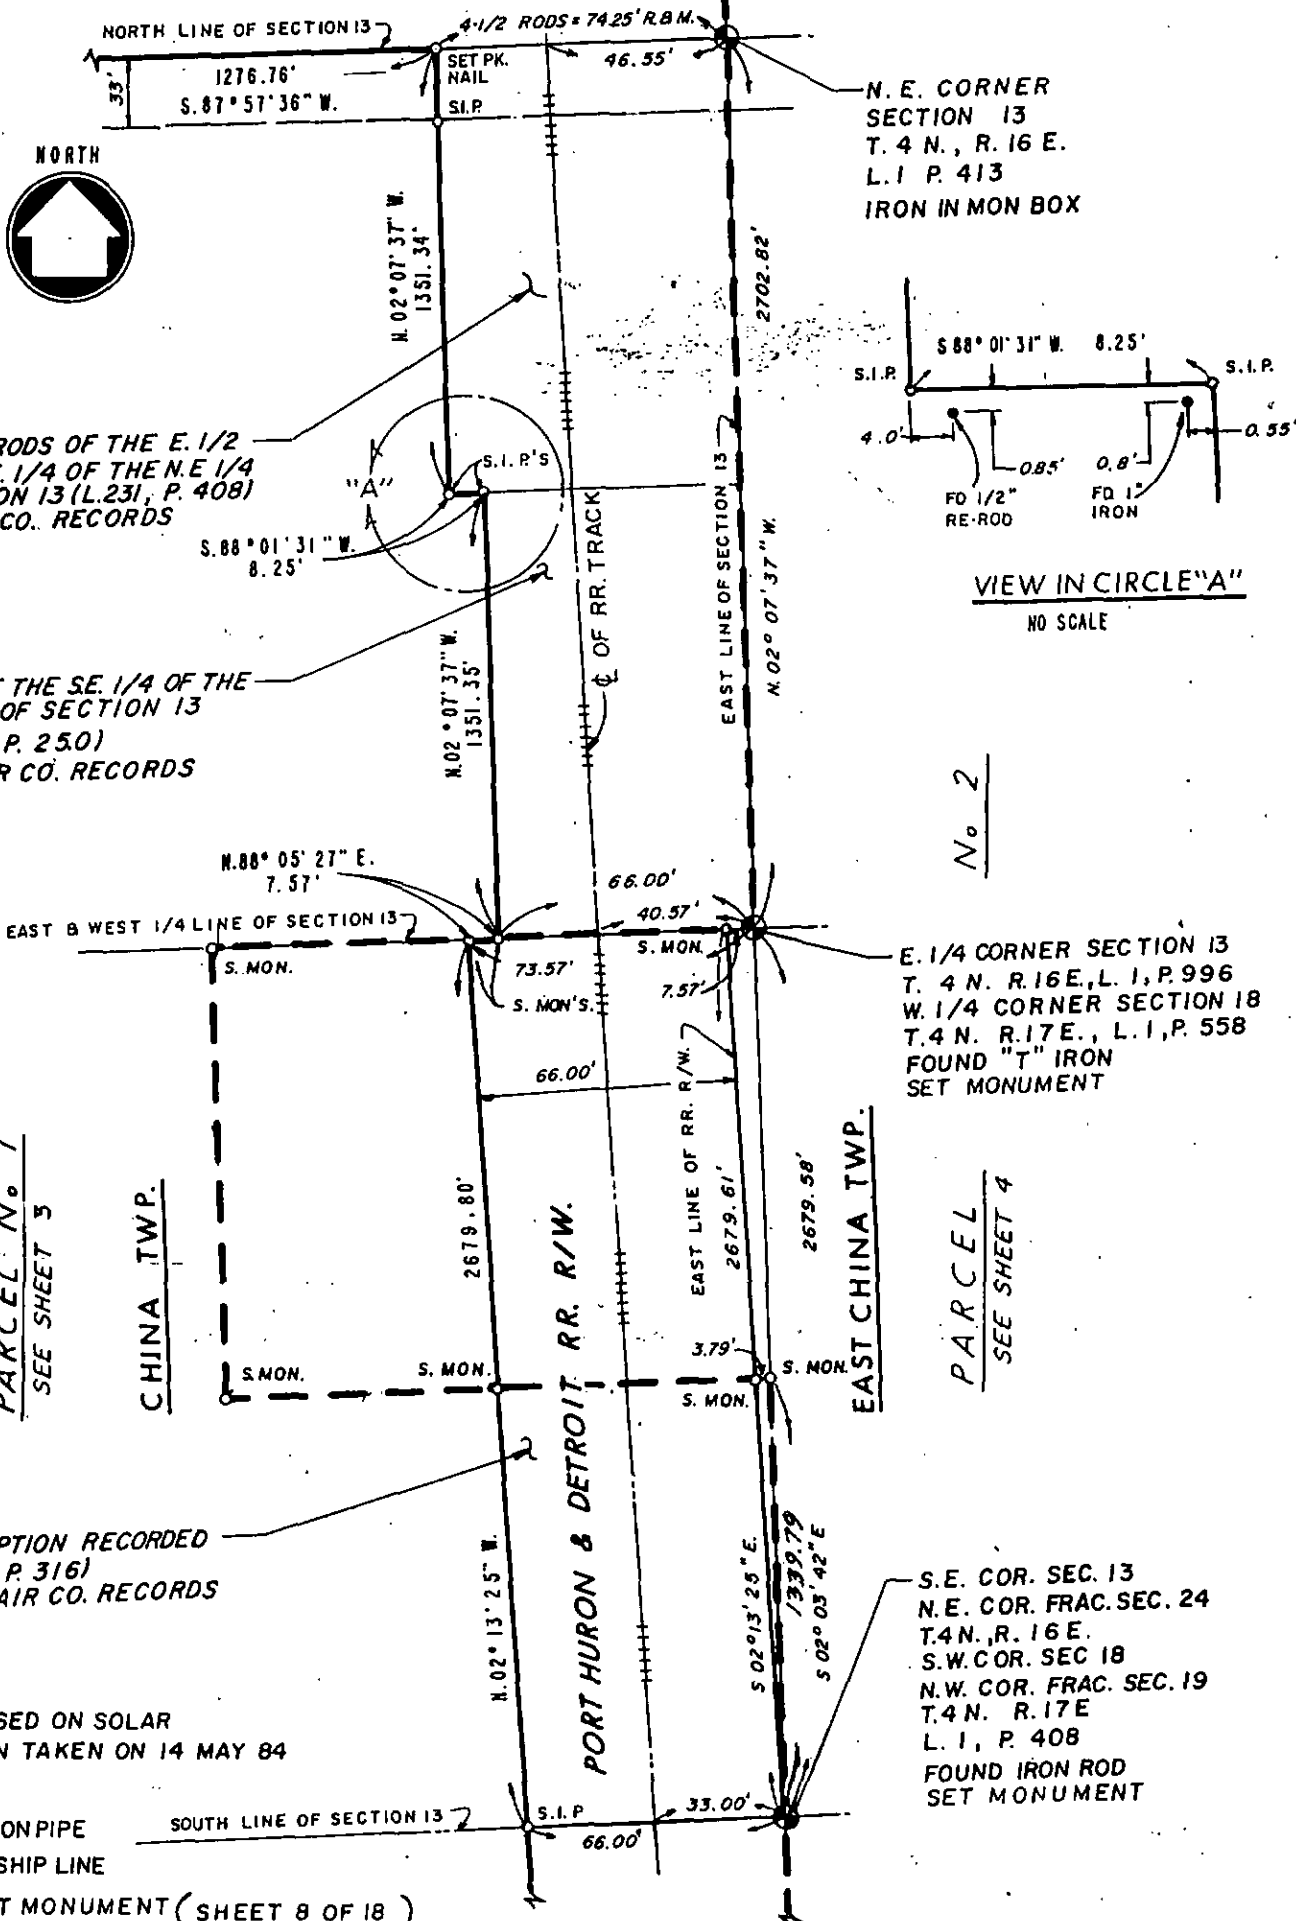 NORTH LINE OF SECTION 13
4-1/2 RODS = 74.25' R.&M.
33'
1276.76'
S.87°57'36" W.
SET PK.
NAIL
S.I.P.
46.55'
N. E. CORNER
SECTION 13
T. 4 N., R. 16 E.
L. 1 P. 413
IRON IN MON BOX
NORTH
N. 02° 07' 37" W.
1351. 34'
2702.82'
S 88° 01' 31" W. 8.25'
S.I.P.
S.I.P.
4.0'
0.85'
0.8'
0.55'
FD 1/2"
RE-ROD
FD 1"
IRON
VIEW IN CIRCLE "A"
NO SCALE
RODS OF THE E. 1/2
. 1/4 OF THE N.E 1/4
ON 13 (L.231, P. 408)
CO. RECORDS
"A"
S. I. P.'S
S. 88° 01' 31" W.
8.25'
℄ OF RR. TRACK
EAST LINE OF SECTION 13
N. 02° 07' 37" W.
THE S.E. 1/4 OF THE
OF SECTION 13
P. 250)
R CO. RECORDS
N.02° 07' 37" W.
1351. 35'
No 2
N.88° 05' 27" E.
7.57'
66.00'
40.57'
EAST & WEST 1/4 LINE OF SECTION 13
S. MON.
S. MON.
73.57'
7.57'
S. MON'S.
E. 1/4 CORNER SECTION 13
T. 4 N. R. 16 E., L. 1, P. 996
W. 1/4 CORNER SECTION 18
T. 4 N. R. 17 E., L. 1, P. 558
FOUND "T" IRON
SET MONUMENT
66.00'
EAST LINE OF RR. R/W.
2679.61'
2679.58'
2679.80'
PARCEL No. 1
SEE SHEET 3
CHINA TWP.
EAST CHINA TWP.
PARCEL
SEE SHEET 4
3.79'
S. MON.
S. MON.
S. MON.
S. MON.
PORT HURON & DETROIT RR. R/W.
PTION RECORDED
P. 316)
AIR CO. RECORDS
N.02° 13' 25" W.
S 02° 13' 25" E.
1339.79
S 02° 03' 42" E
S.E. COR. SEC. 13
N.E. COR. FRAC. SEC. 24
T.4 N., R. 16 E.
S.W. COR. SEC 18
N.W. COR. FRAC. SEC. 19
T.4 N. R. 17 E
L. 1, P. 408
FOUND IRON ROD
SET MONUMENT
SED ON SOLAR
N TAKEN ON 14 MAY 84
SOUTH LINE OF SECTION 13
S.I.P
33.00'
66.00'
ON PIPE
SHIP LINE
T MONUMENT ( SHEET 8 OF 18 )